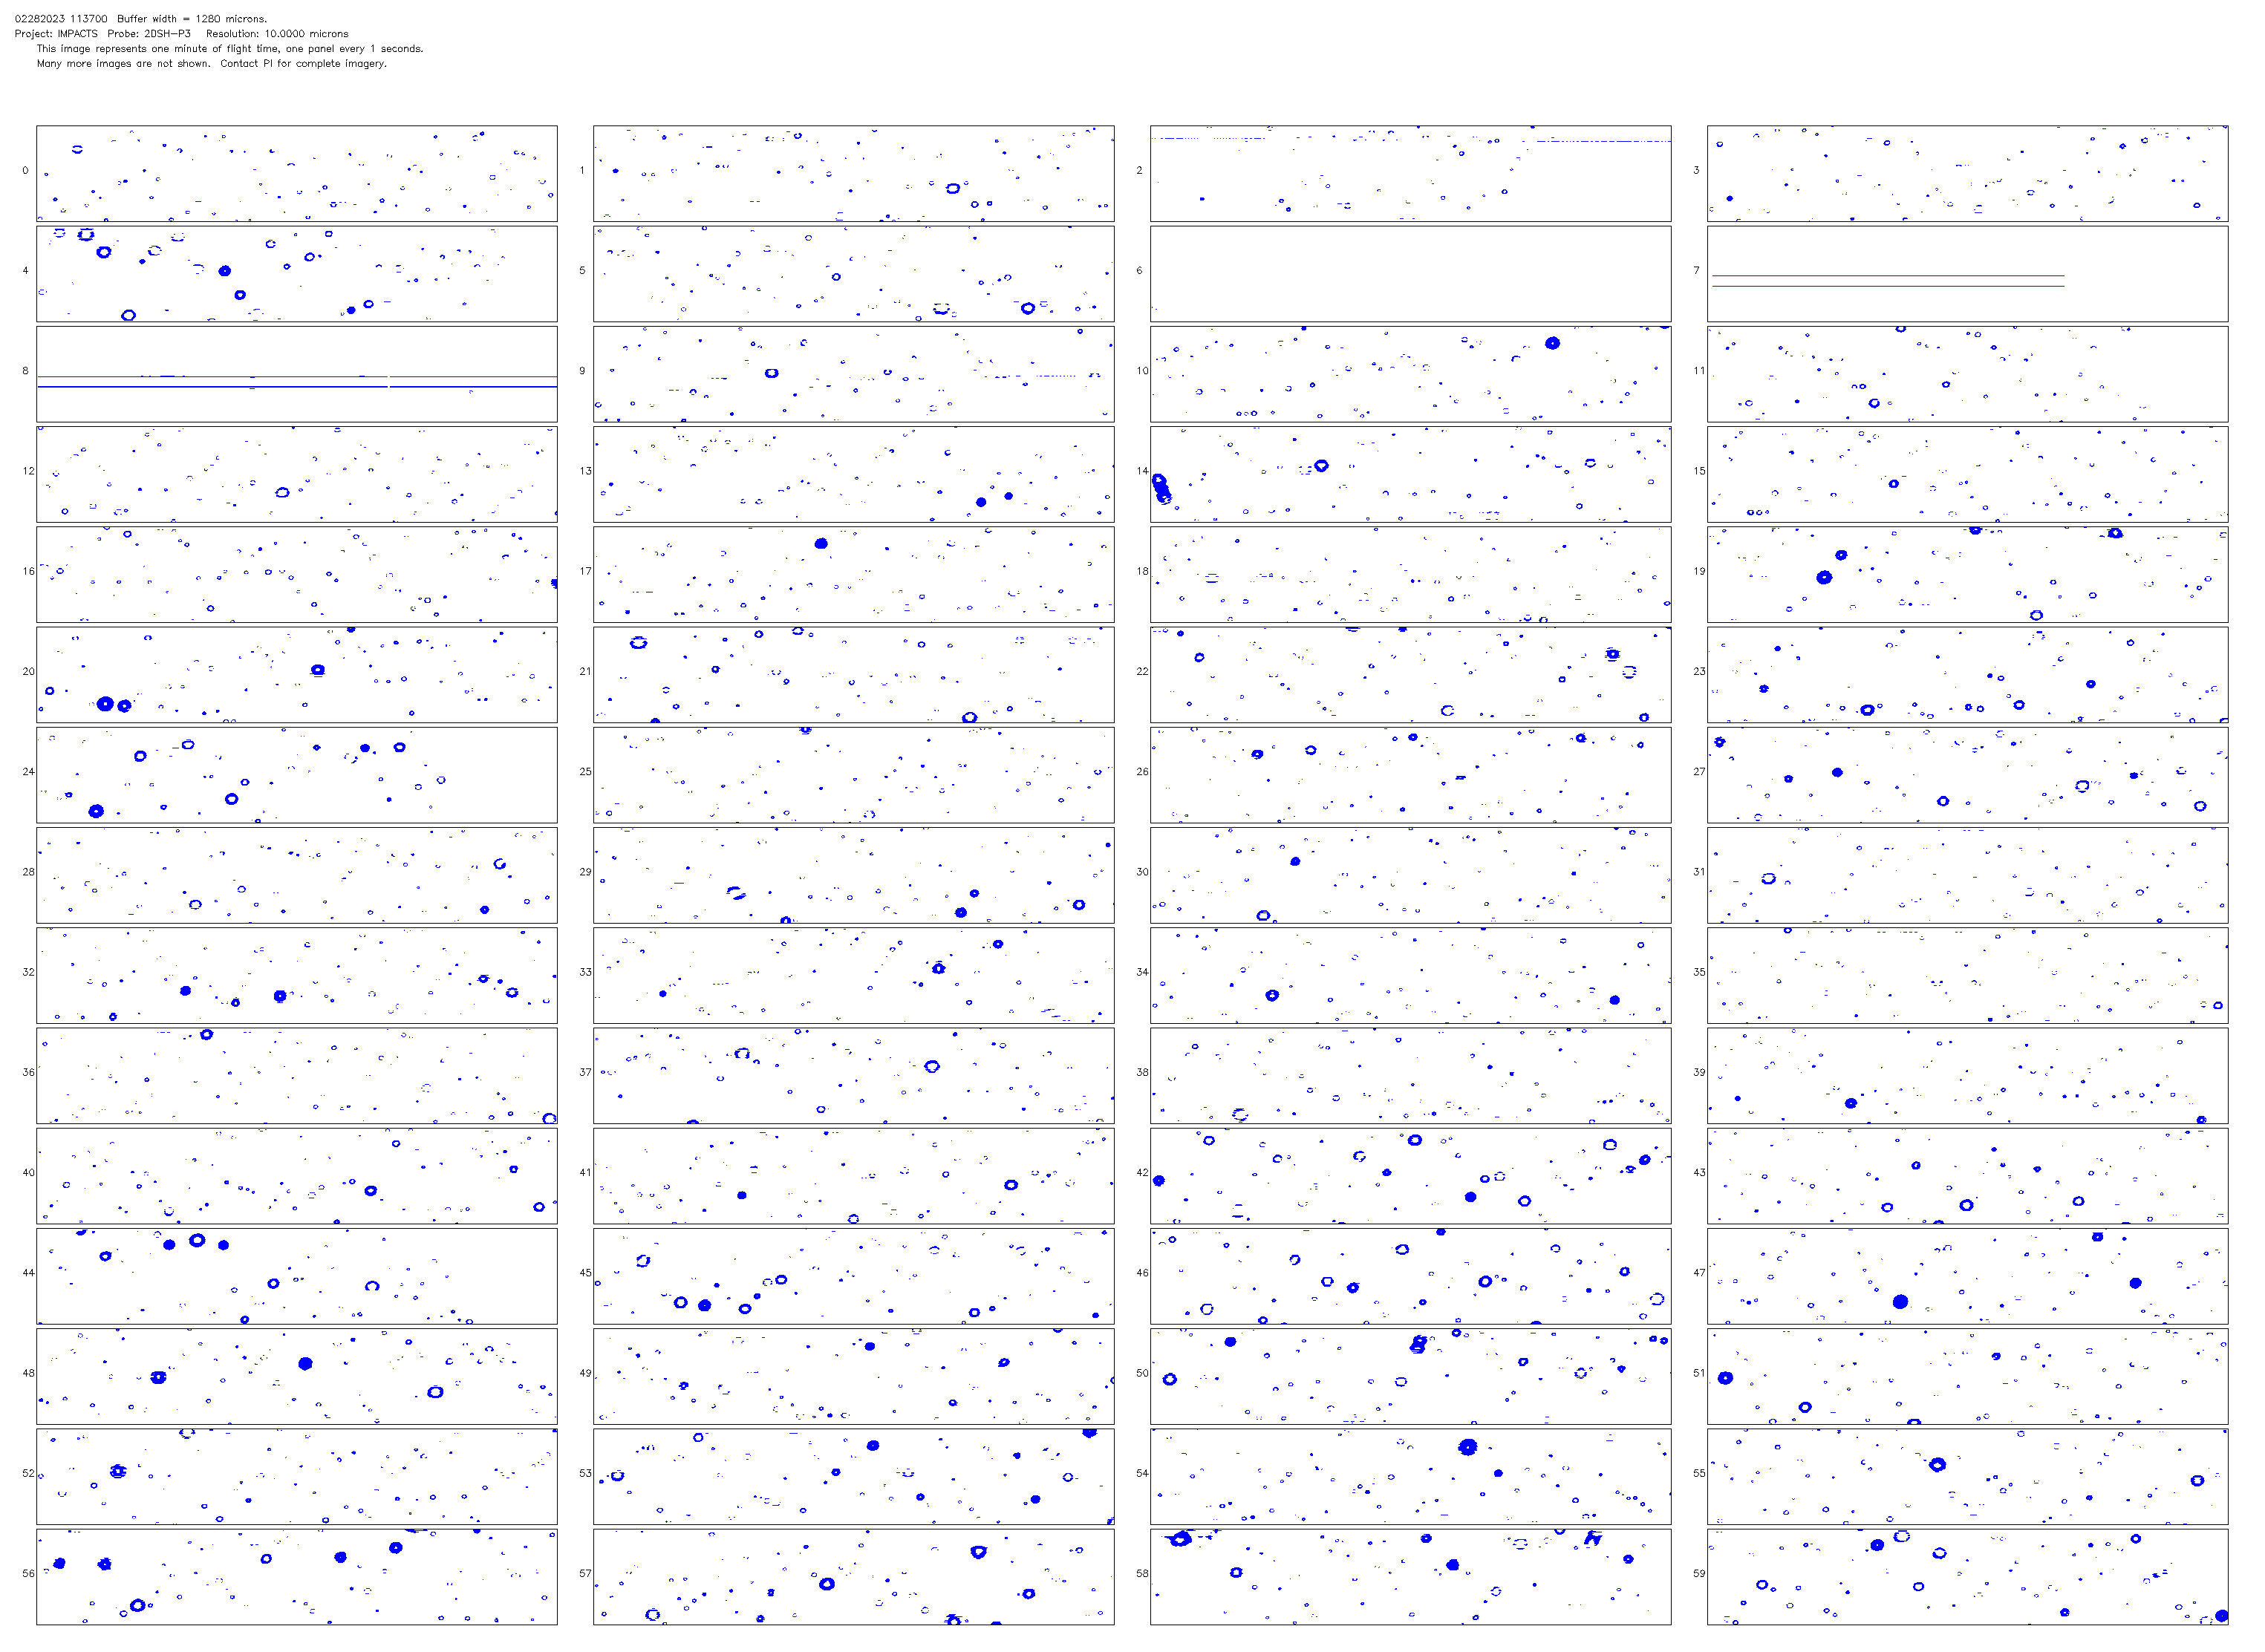 02282023 113700 Buffer width = 1280 microns.
Project: IMPACTS Probe: 2DSH-P3 Resolution: 10.0000 microns
This image represents one minute of flight time, one panel every 1 seconds.
Many more images are not shown. Contact PI for complete imagery.
0 1 2 3
4 5 6 7
8 9 10 11
12 13 14 15
16 17 18 19
20 21 22 23
24 25 26 27
28 29 30 31
32 33 34 35
36 37 38 39
40 41 42 43
44 45 46 47
48 49 50 51
52 53 54 55
56 57 58 59